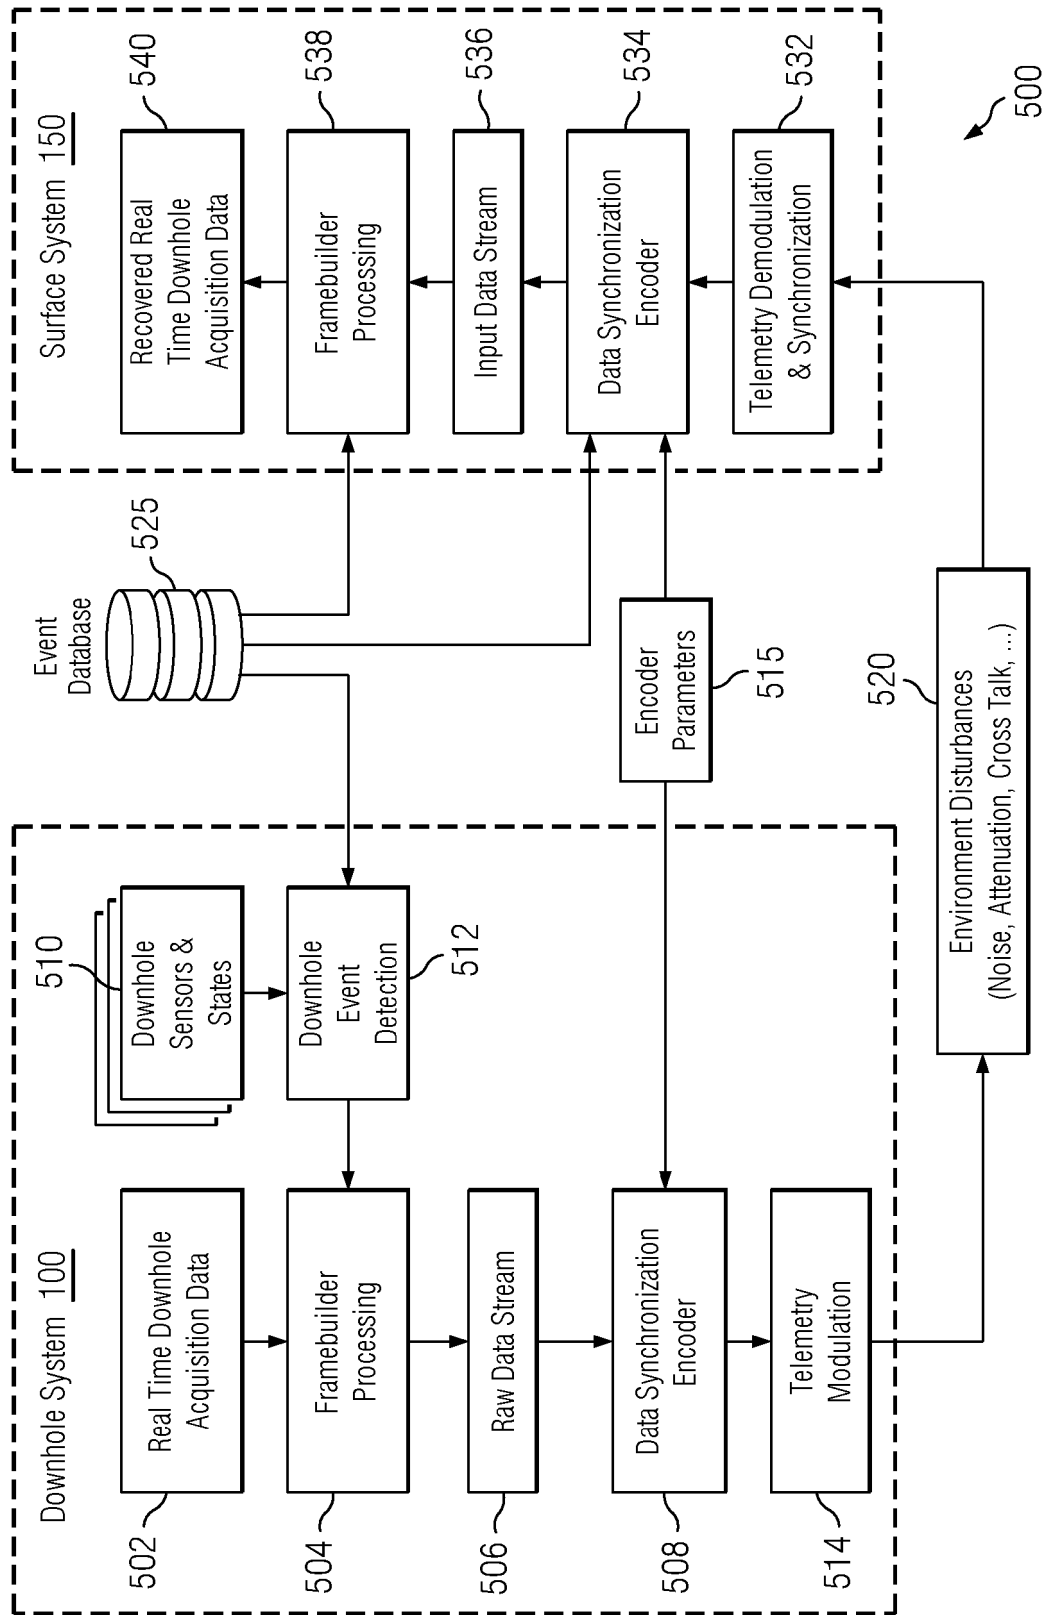 Downhole System 100
Real Time Downhole
Acquisition Data
502
Framebuilder
Processing
504
Raw Data Stream
506
Data Synchronization
Encoder
508
Telemetry
Modulation
514
510
Downhole
Sensors &
States
Downhole
Event
Detection
512
Event
Database
525
Encoder
Parameters
515
Environment Disturbances
(Noise, Attenuation, Cross Talk, ...)
520
Surface System 150
Recovered Real
Time Downhole
Acquisition Data
540
Framebuilder
Processing
538
Input Data Stream
536
Data Synchronization
Encoder
534
Telemetry Demodulation
& Synchronization
532
500